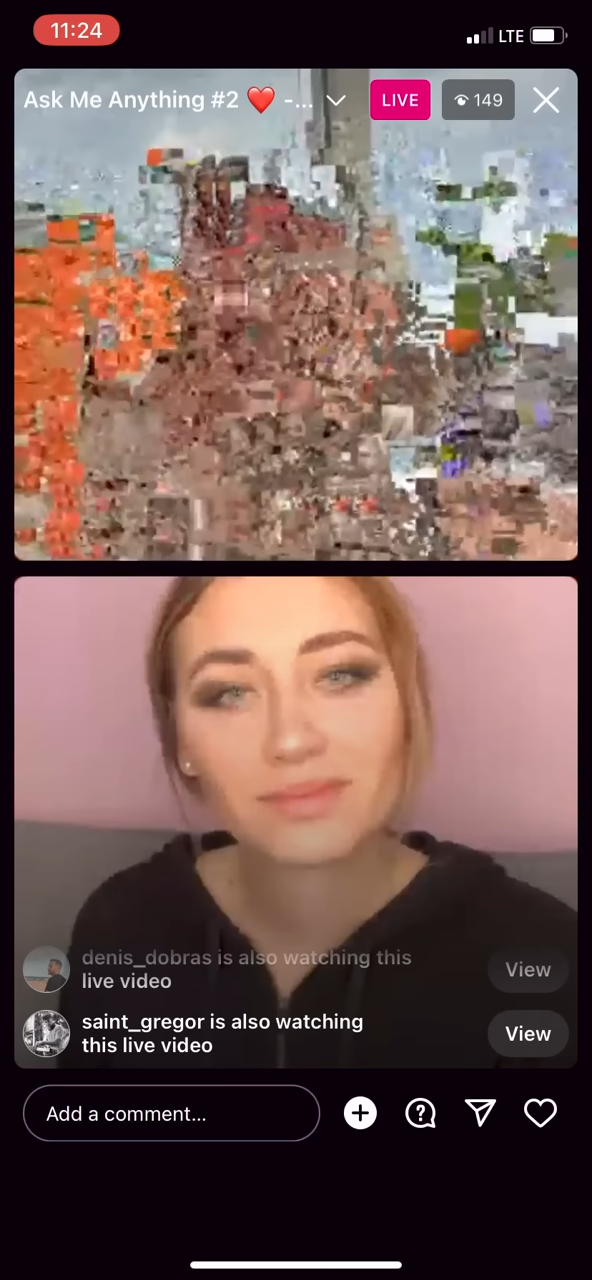 11:24
LTE
Ask Me Anything #2 ❤️ -...
LIVE
149
denis_dobras is also watching this
live video
View
saint_gregor is also watching
this live video
View
Add a comment...